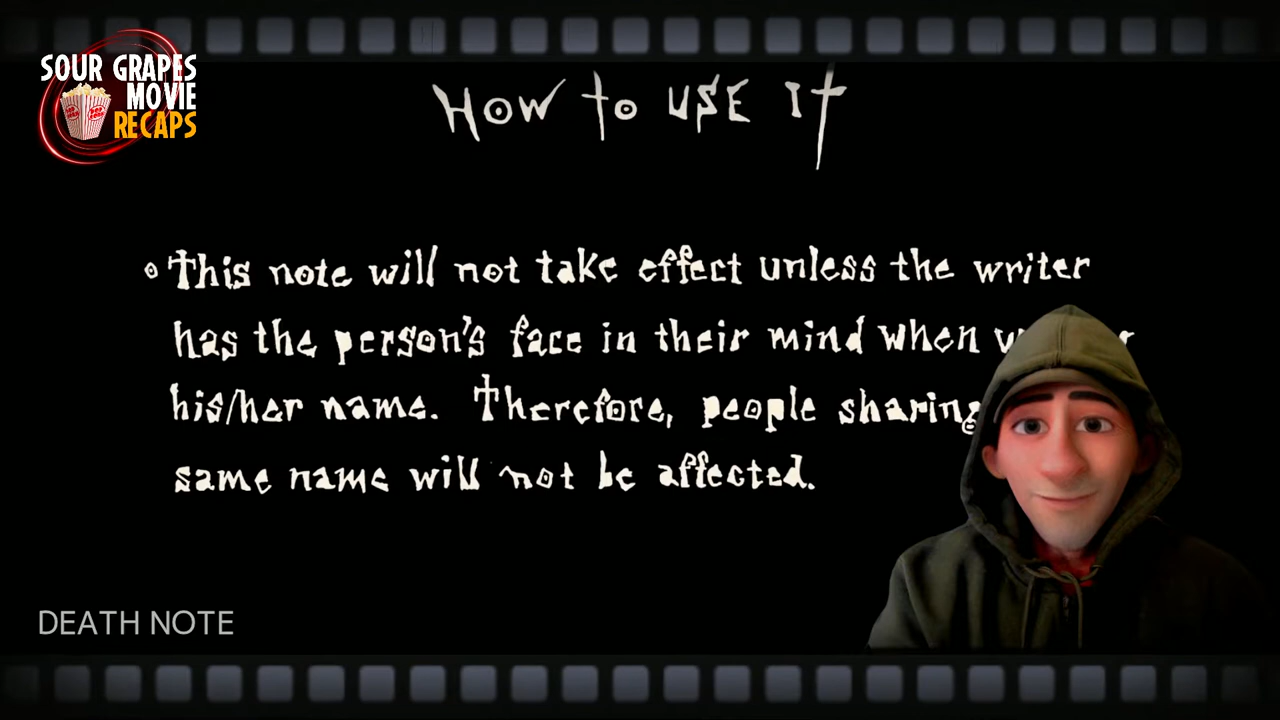 SOUR GRAPES
MOVIE
RECAPS
HOW to USE IT
This note will not take effect unless the writer
has the person's face in their mind when
his/her name. Therefore, people sharing
same name will not be affected.
DEATH NOTE